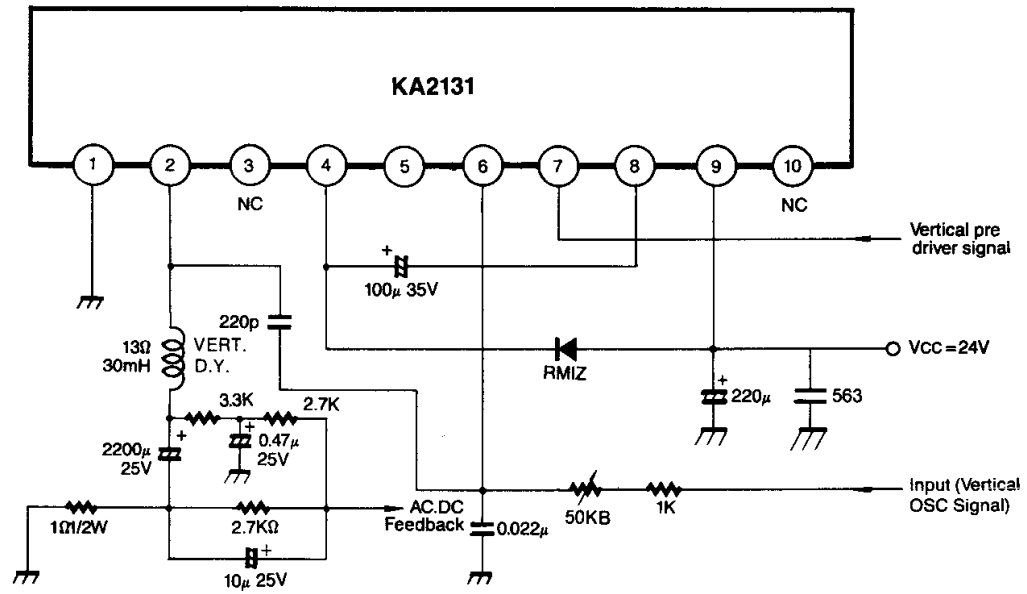 KA2131
1 2 3 4 5 6 7 8 9 10
NC
NC
Vertical pre
driver signal
+
100μ 35V
220p
13Ω
30mH
VERT.
D.Y.
RMIZ
VCC=24V
+
220μ
563
3.3K
2.7K
+
2200μ
25V
+
0.47μ
25V
Input (Vertical
OSC Signal)
50KB
1K
1Ω1/2W
2.7KΩ
AC.DC
Feedback
0.022μ
+
10μ 25V